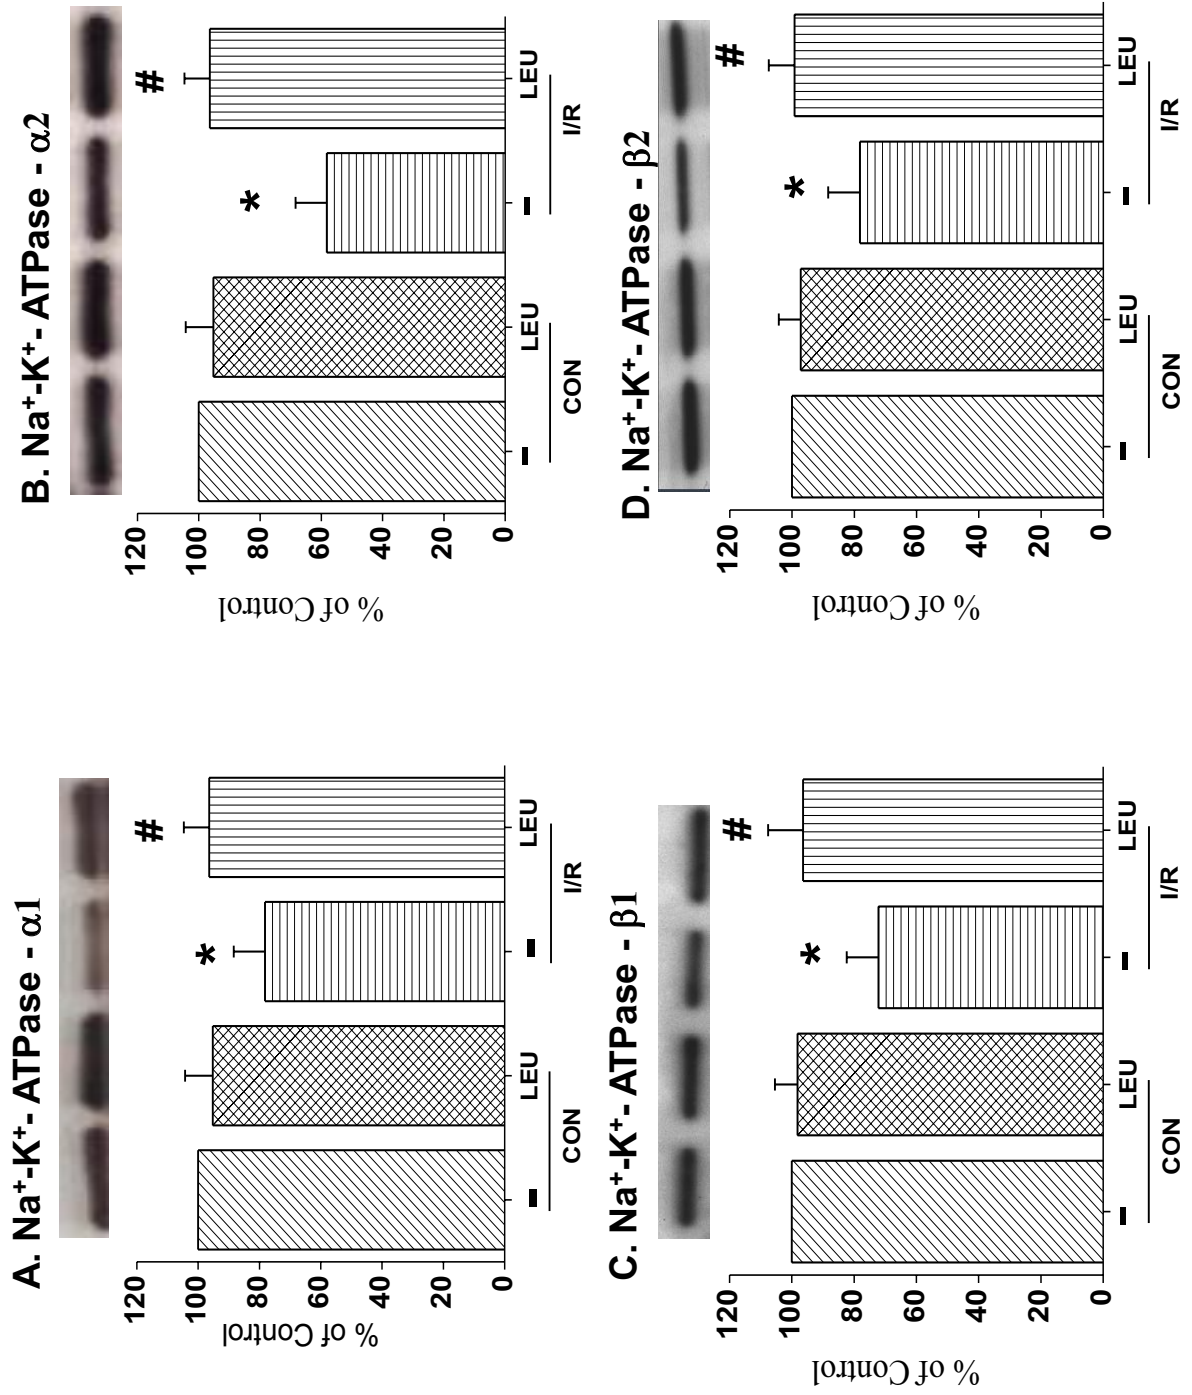 A. Na⁺-K⁺- ATPase - α1
% of Control
120
100
80
60
40
20
0
*
#
– LEU – LEU
CON I/R
B. Na⁺-K⁺- ATPase - α2
% of Control
120
100
80
60
40
20
0
*
#
– LEU – LEU
CON I/R
C. Na⁺-K⁺- ATPase - β1
% of Control
120
100
80
60
40
20
0
*
#
– LEU – LEU
CON I/R
D. Na⁺-K⁺- ATPase - β2
% of Control
120
100
80
60
40
20
0
*
#
– LEU – LEU
CON I/R